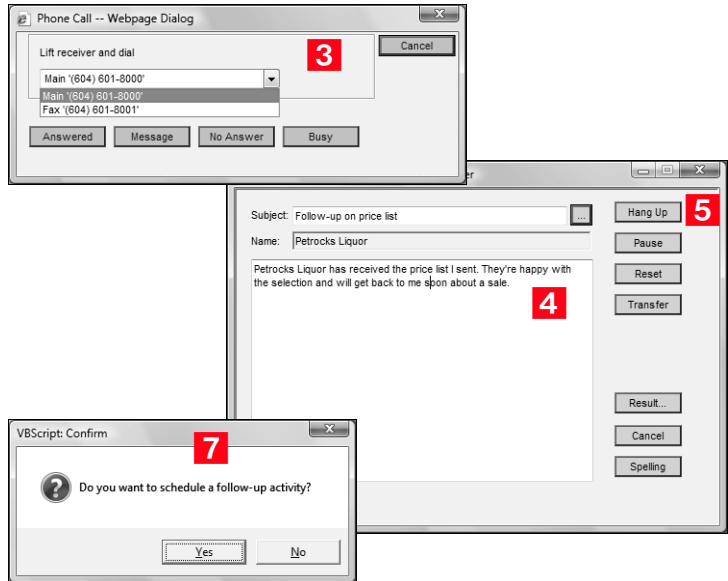 Phone Call -- Webpage Dialog
Lift receiver and dial
3
Cancel
Main '(604) 601-8000'
Main '(604) 601-8000'
Fax '(604) 601-8001'
Answered
Message
No Answer
Busy
er
Subject: Follow-up on price list ...
Hang Up
5
Name: Petrocks Liquor
Pause
Petrocks Liquor has received the price list I sent. They're happy with
the selection and will get back to me soon about a sale.
4
Reset
Transfer
Result...
Cancel
Spelling
VBScript: Confirm
7
Do you want to schedule a follow-up activity?
Yes
No